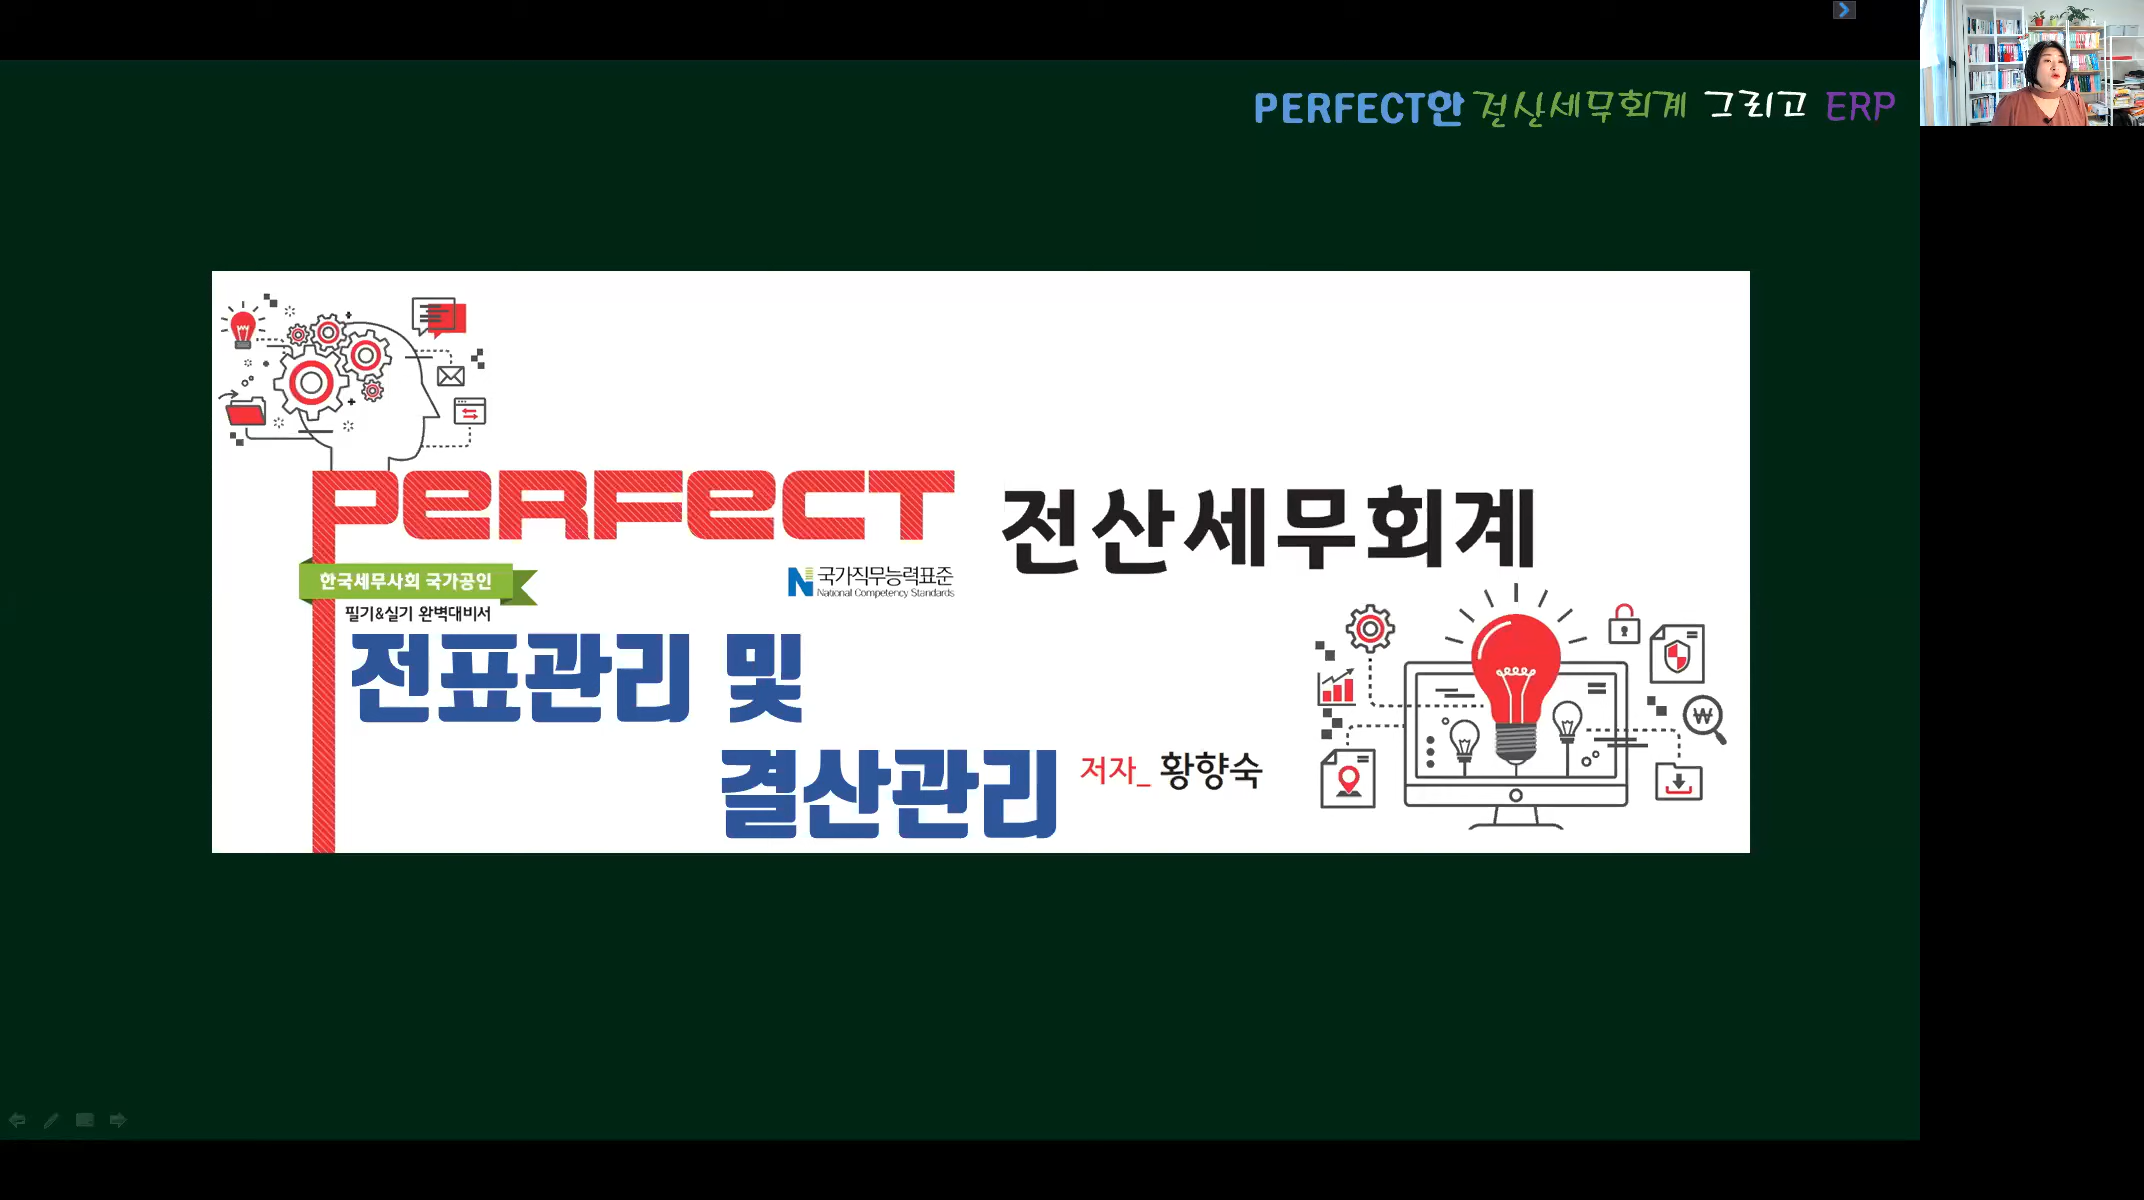 PERFECT한 전산세무회계 그리고 ERP
PERFECT 전산세무회계
한국세무사회 국가공인
국가직무능력표준
National Competency Standards
필기&실기 완벽대비서
전표관리 및
결산관리
저자_ 황향숙